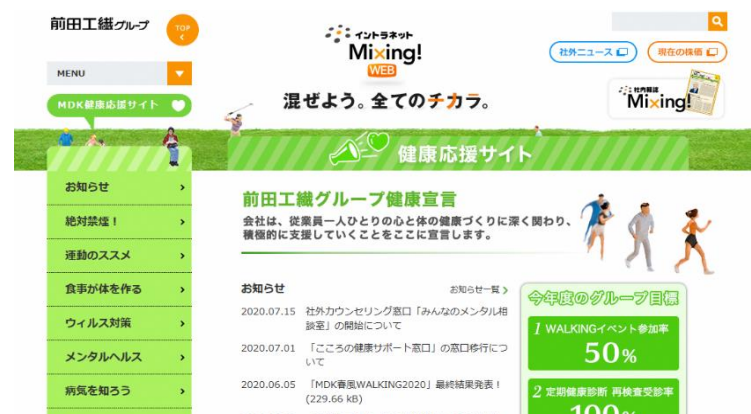 前田工繊グループ
TOP
イントラネット
Mixing!
WEB
混ぜよう。全てのチカラ。
社外ニュース
現在の株価
社内報誌
Mixing!
MENU
MDK健康応援サイト
健康応援サイト
お知らせ
絶対禁煙！
運動のススメ
食事が体を作る
ウィルス対策
メンタルヘルス
病気を知ろう
前田工繊グループ健康宣言
会社は、従業員一人ひとりの心と体の健康づくりに深く関わり、
積極的に支援していくことをここに宣言します。
お知らせ
お知らせ一覧
2020.07.15 社外カウンセリング窓口「みんなのメンタル相
談室」の開始について
2020.07.01 「こころの健康サポート窓口」の窓口移行につ
いて
2020.06.05 「MDK春風WALKING2020」最終結果発表！
(229.66 kB)
今年度のグループ目標
1 WALKINGイベント参加率
50%
2 定期健康診断 再検査受診率
100%